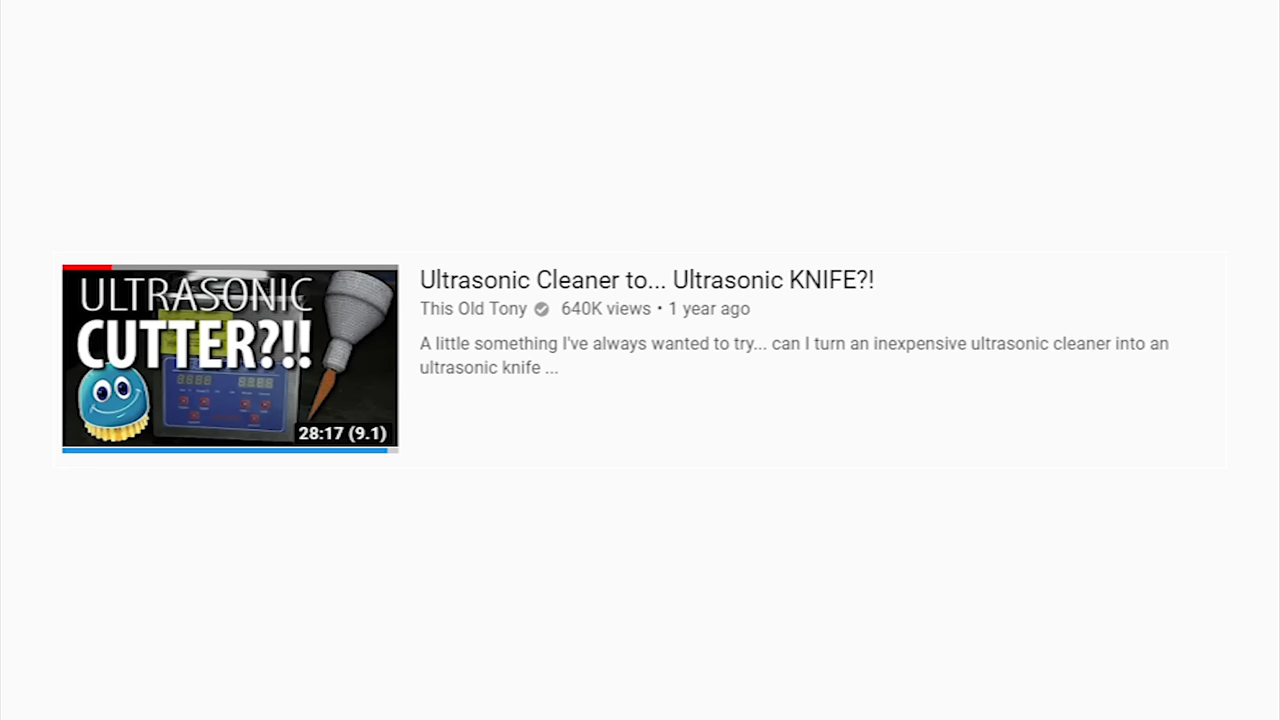 ULTRASONIC
CUTTER?!!
28:17 (9.1)
Ultrasonic Cleaner to... Ultrasonic KNIFE?!
This Old Tony 640K views • 1 year ago
A little something I've always wanted to try... can I turn an inexpensive ultrasonic cleaner into an
ultrasonic knife ...